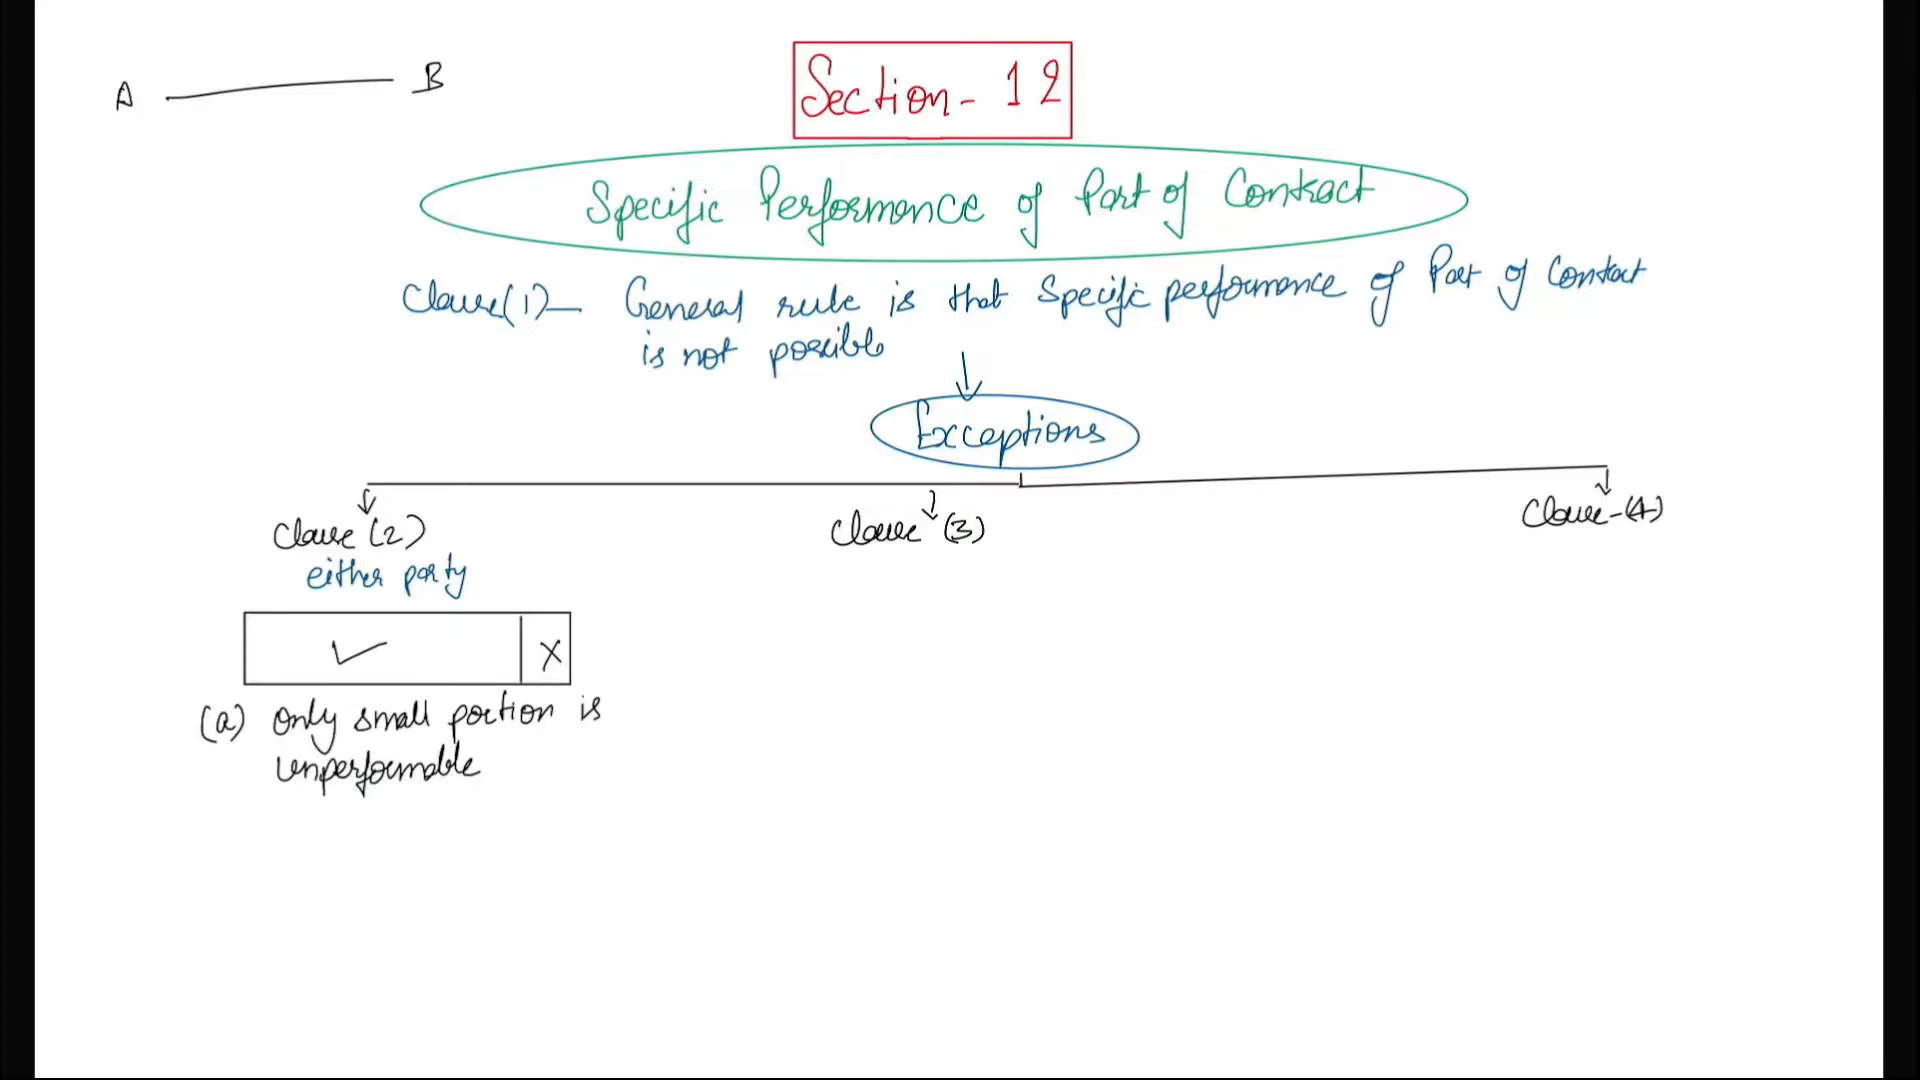 A B
Section - 12
Specific Performance of Part of Contract
Clause (1) - General rule is that Specific performance of Part of Contract
is not possible
Exceptions
Clause (2) Clause (3) Clause - (4)
either party
✓ X
(a) Only small portion is
unperformable